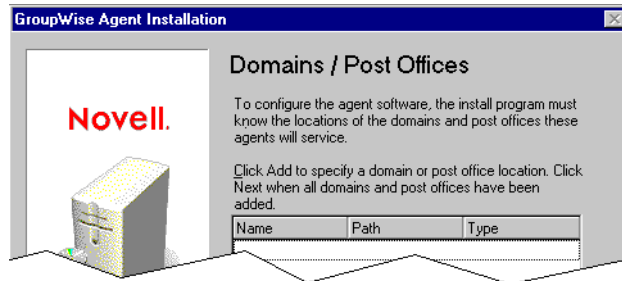 GroupWise Agent Installation
Domains / Post Offices
Novell.
To configure the agent software, the install program must
know the locations of the domains and post offices these
agents will service.
Click Add to specify a domain or post office location. Click
Next when all domains and post offices have been
added.
Name Path Type